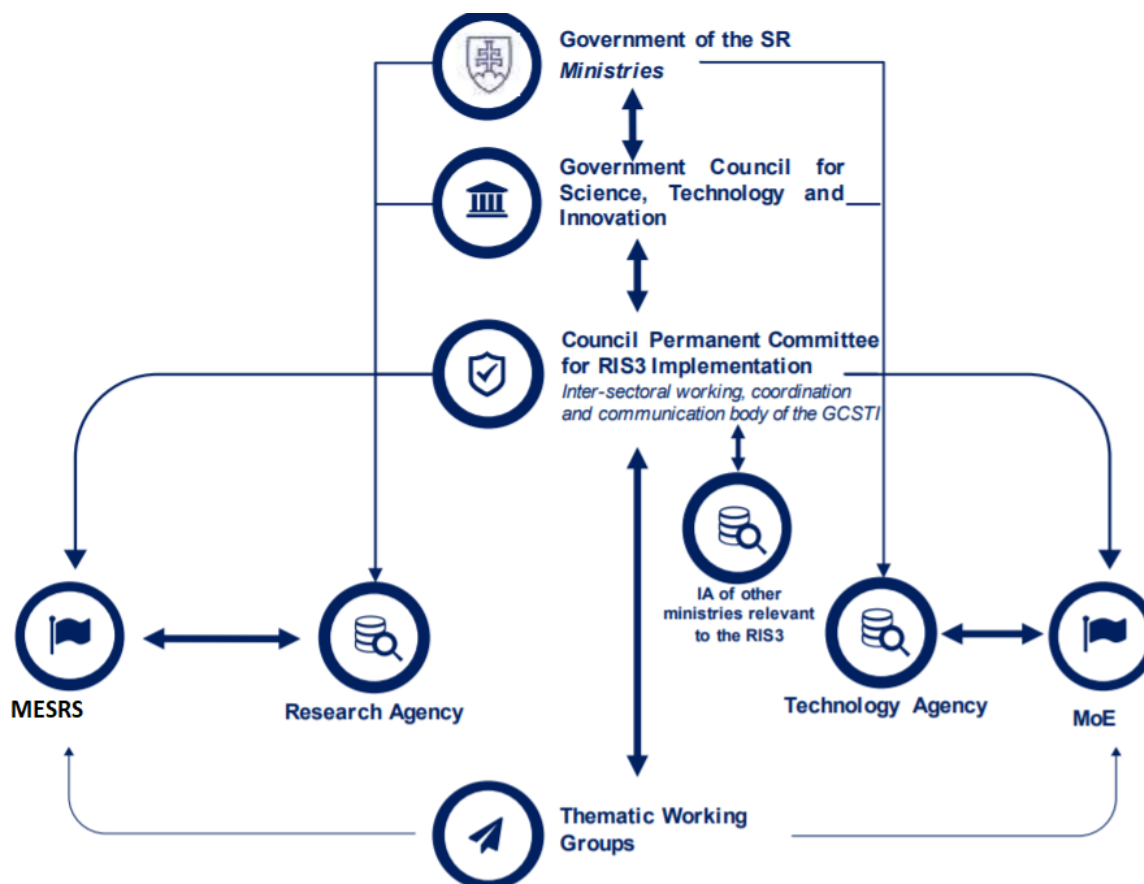 Government of the SR
Ministries
Government Council for
Science, Technology and
Innovation
Council Permanent Committee
for RIS3 Implementation
Inter-sectoral working, coordination
and communication body of the GCSTI
IA of other
ministries relevant
to the RIS3
MESRS
Research Agency
Technology Agency
MoE
Thematic Working
Groups